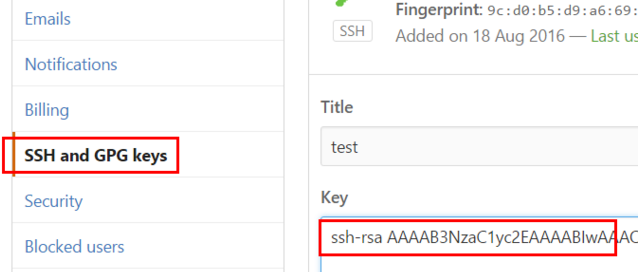 Emails
Notifications
Billing
SSH and GPG keys
Security
Blocked users
Fingerprint: 9c:d0:b5:d9:a6:69:
SSH
Added on 18 Aug 2016 — Last us
Title
test
Key
ssh-rsa AAAAB3NzaC1yc2EAAAABIwAAAC